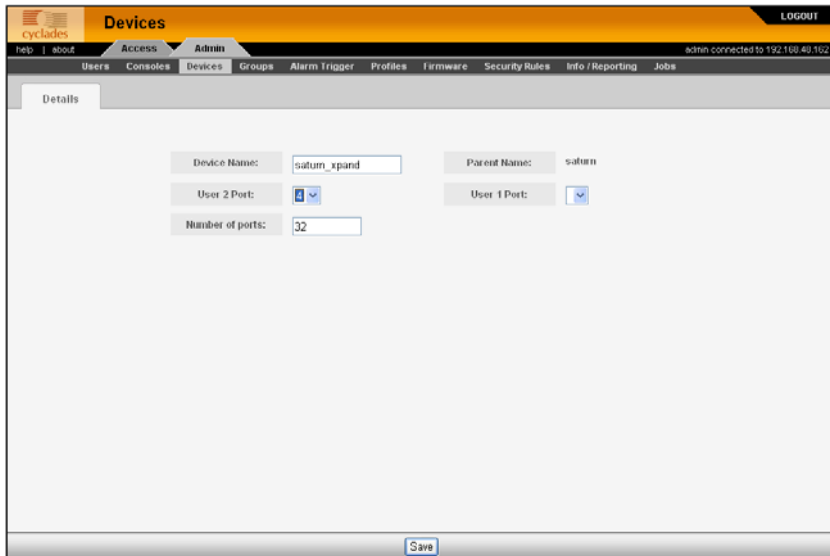 cyclades
Devices
LOGOUT
help | about
Access
Admin
admin connected to 192.168.48.162
Users Consoles Devices Groups Alarm Trigger Profiles Firmware Security Rules Info / Reporting Jobs
Details
Device Name: saturn_xpand Parent Name: saturn
User 2 Port: 4 User 1 Port:
Number of ports: 32
Save